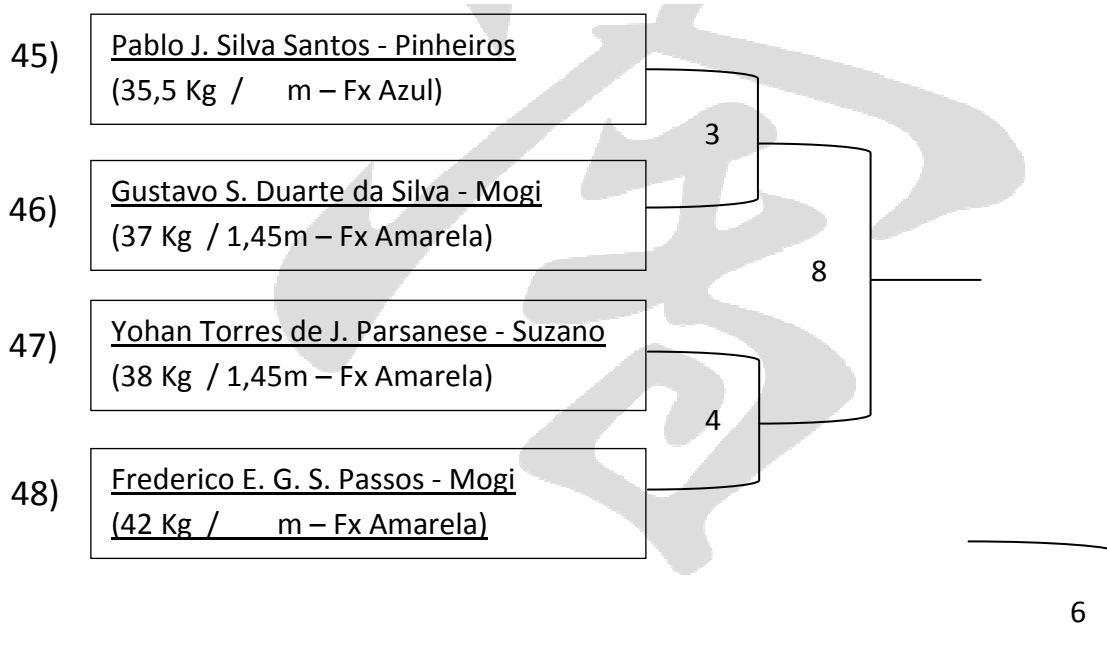 45)
Pablo J. Silva Santos - Pinheiros
(35,5 Kg / m – Fx Azul)
3
46)
Gustavo S. Duarte da Silva - Mogi
(37 Kg / 1,45m – Fx Amarela)
8
47)
Yohan Torres de J. Parsanese - Suzano
(38 Kg / 1,45m – Fx Amarela)
4
48)
Frederico E. G. S. Passos - Mogi
(42 Kg / m – Fx Amarela)
6